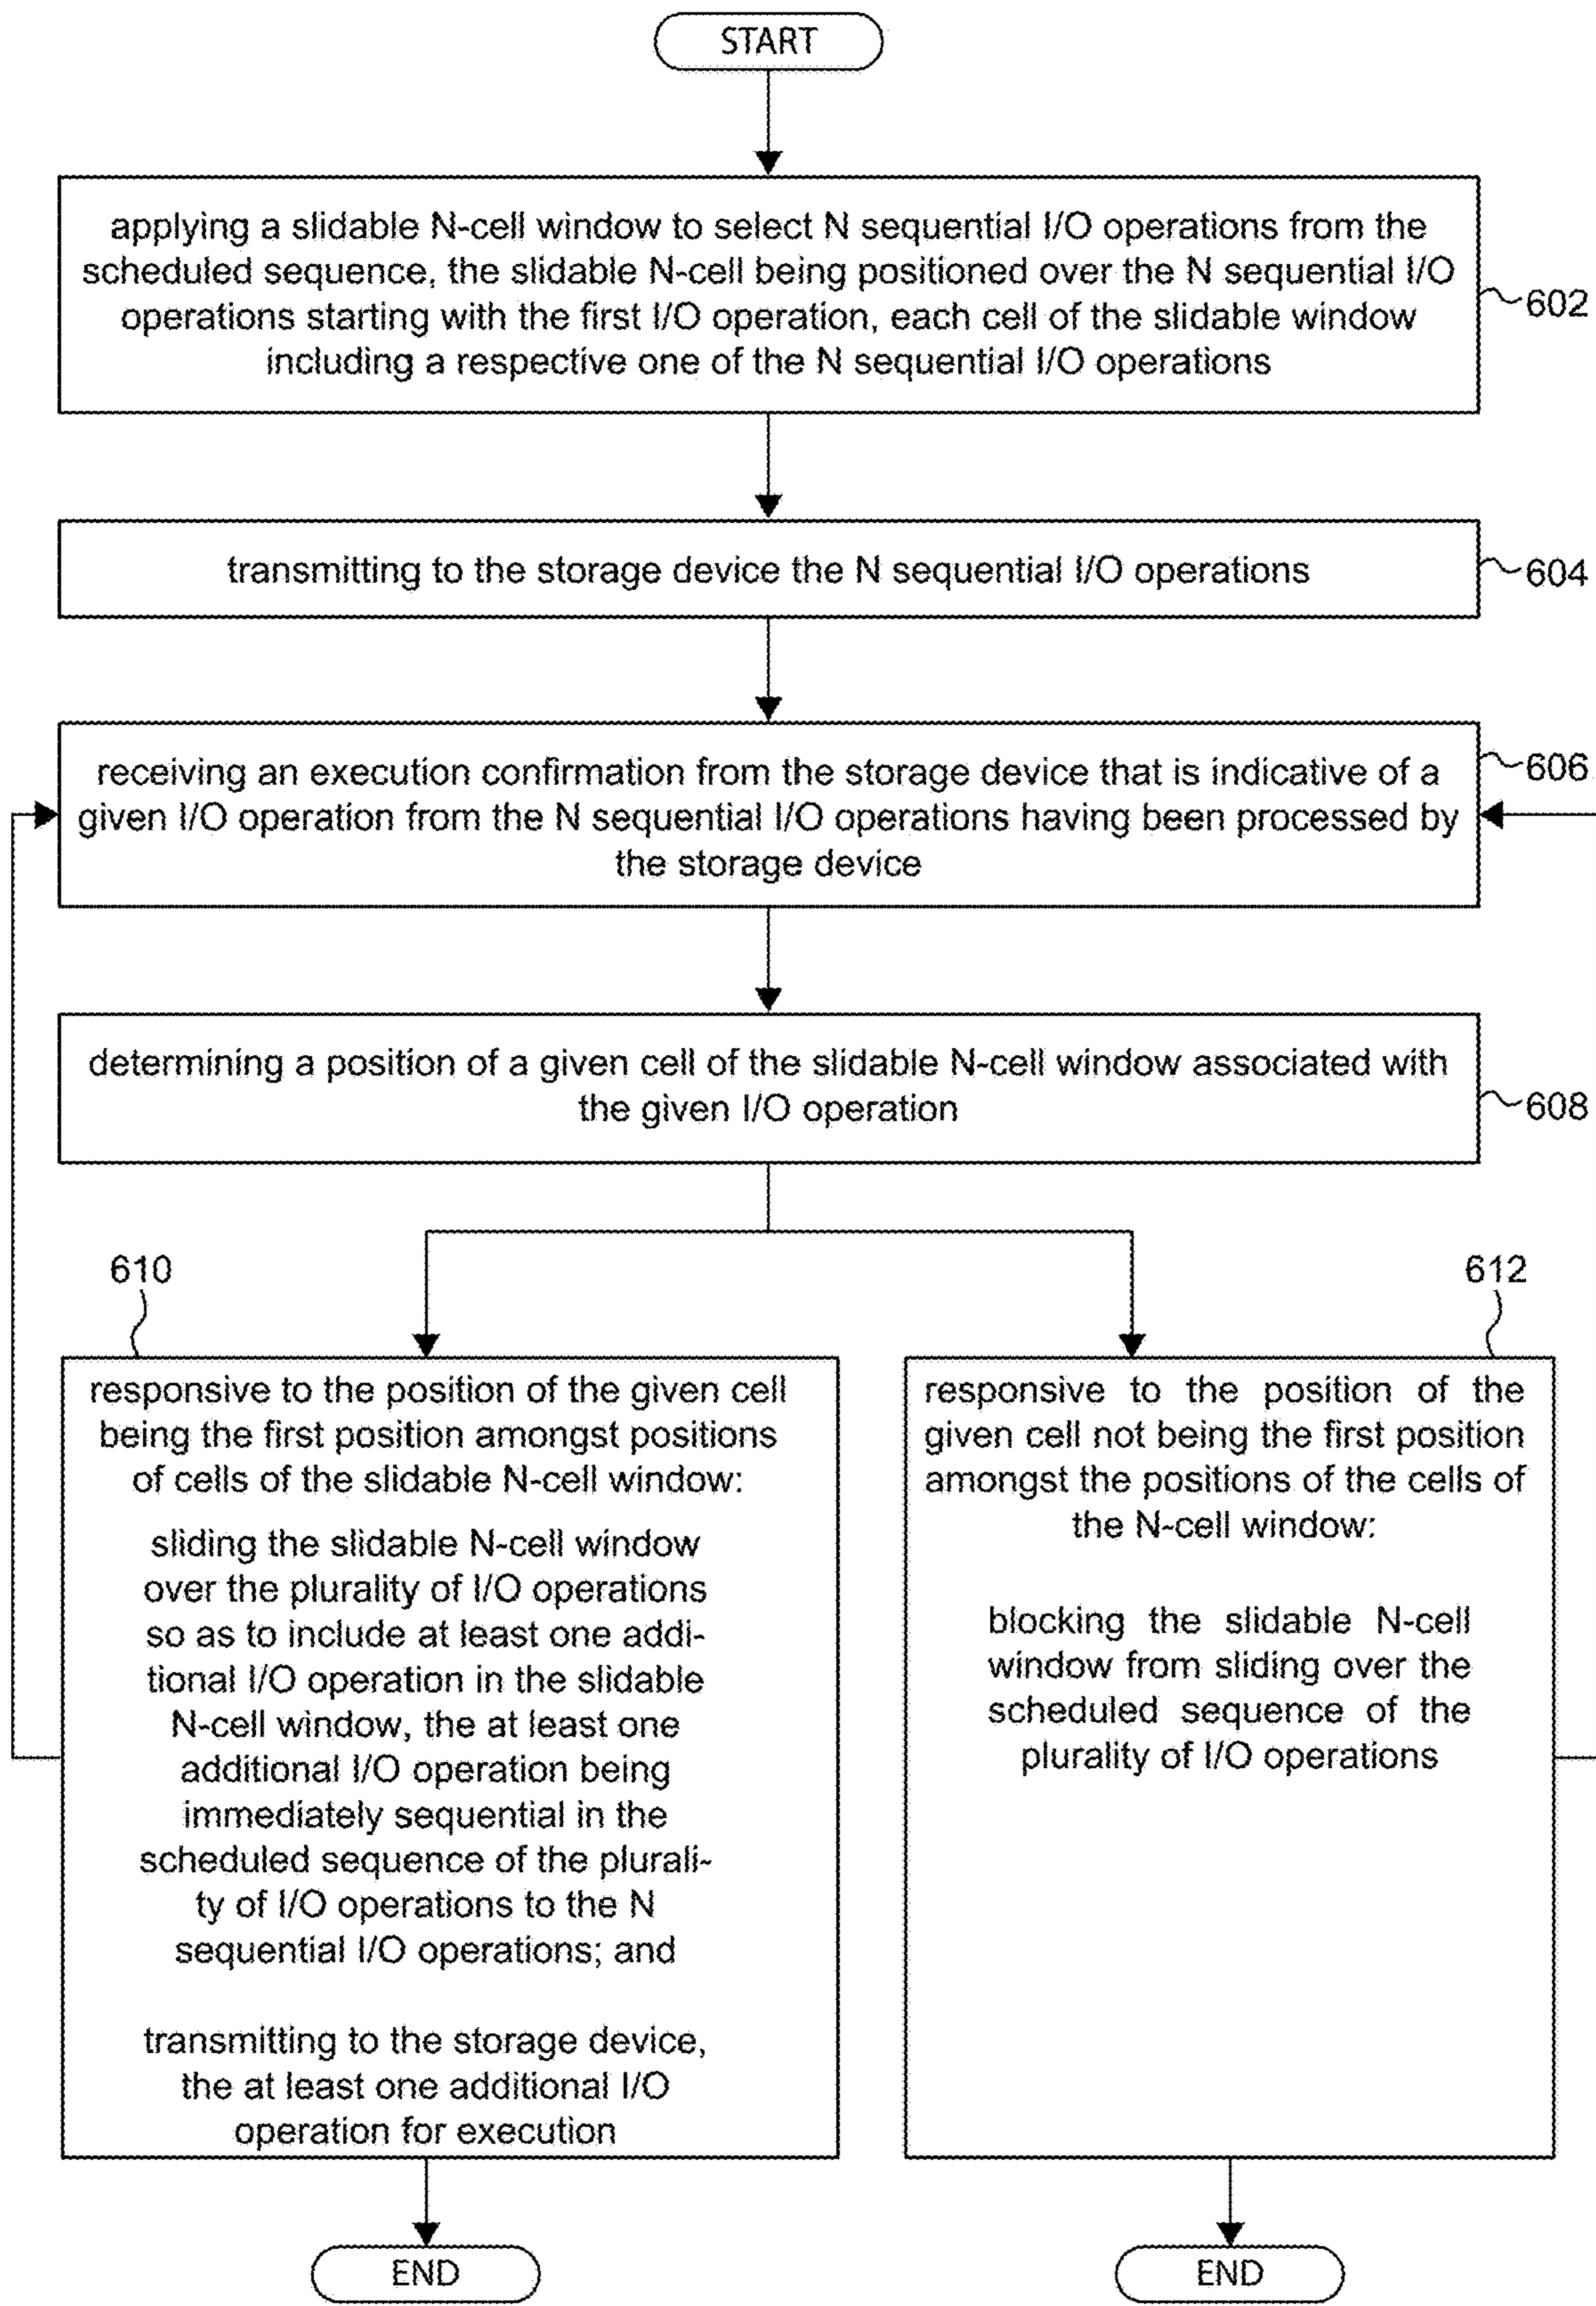 START
applying a slidable N-cell window to select N sequential I/O operations from the
scheduled sequence, the slidable N-cell being positioned over the N sequential I/O
operations starting with the first I/O operation, each cell of the slidable window
including a respective one of the N sequential I/O operations
602
transmitting to the storage device the N sequential I/O operations
604
receiving an execution confirmation from the storage device that is indicative of a
given I/O operation from the N sequential I/O operations having been processed by
the storage device
606
determining a position of a given cell of the slidable N-cell window associated with
the given I/O operation
608
610
responsive to the position of the given cell
being the first position amongst positions
of cells of the slidable N-cell window:
sliding the slidable N-cell window
over the plurality of I/O operations
so as to include at least one addi-
tional I/O operation in the slidable
N-cell window, the at least one
additional I/O operation being
immediately sequential in the
scheduled sequence of the plurali-
ty of I/O operations to the N
sequential I/O operations; and
transmitting to the storage device,
the at least one additional I/O
operation for execution
END
612
responsive to the position of the
given cell not being the first position
amongst the positions of the cells of
the N-cell window:
blocking the slidable N-cell
window from sliding over the
scheduled sequence of the
plurality of I/O operations
END